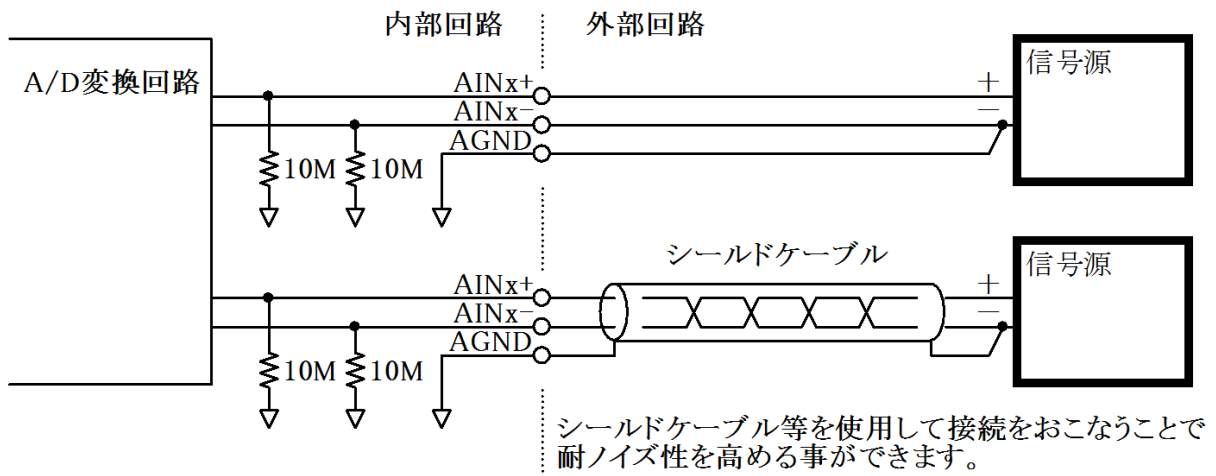 内部回路
外部回路
A/D変換回路
AINx+
AINx−
AGND
10M
10M
+
−
信号源
シールドケーブル
AINx+
AINx−
AGND
10M
10M
+
−
信号源
シールドケーブル等を使用して接続をおこなうことで
耐ノイズ性を高める事ができます。